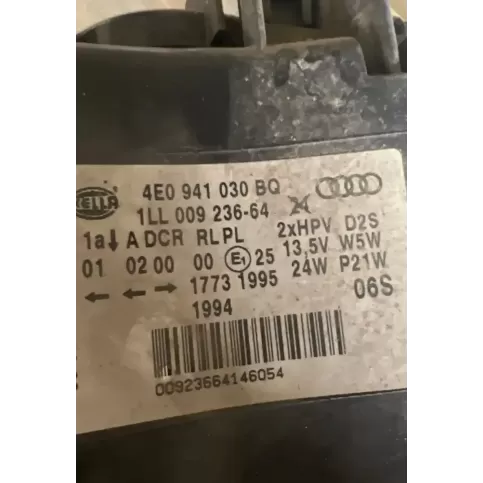 HELLA
4E0 941 030 BQ
1LL 009 236-64
1a↓ A DCR RL PL 2xHPV D2S
13,5V W5W
01 02 00 00 E1 25 24W P21W
← ← → 1773 1995 06S
1994
00923664146054